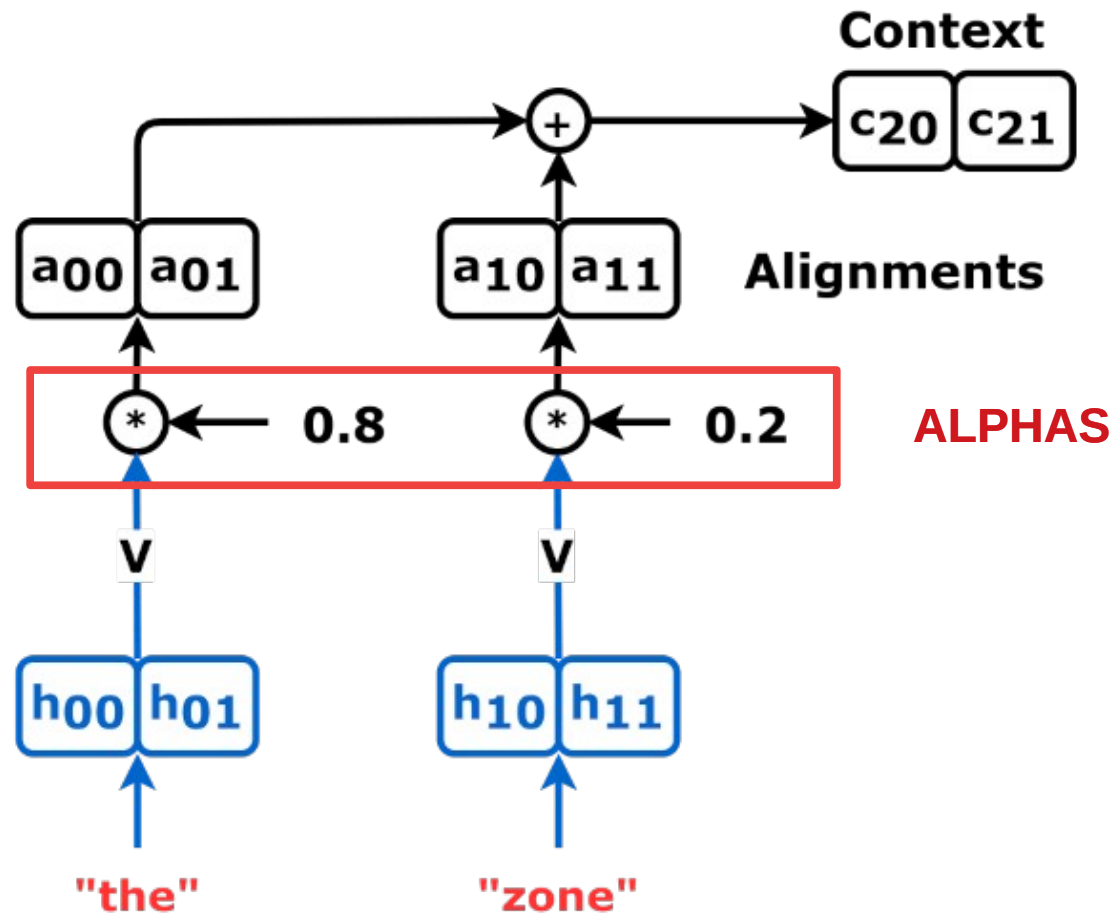 Context
+
c20 c21
a00 a01 a10 a11 Alignments
* 0.8 * 0.2 ALPHAS
V V
h00 h01 h10 h11
"the" "zone"